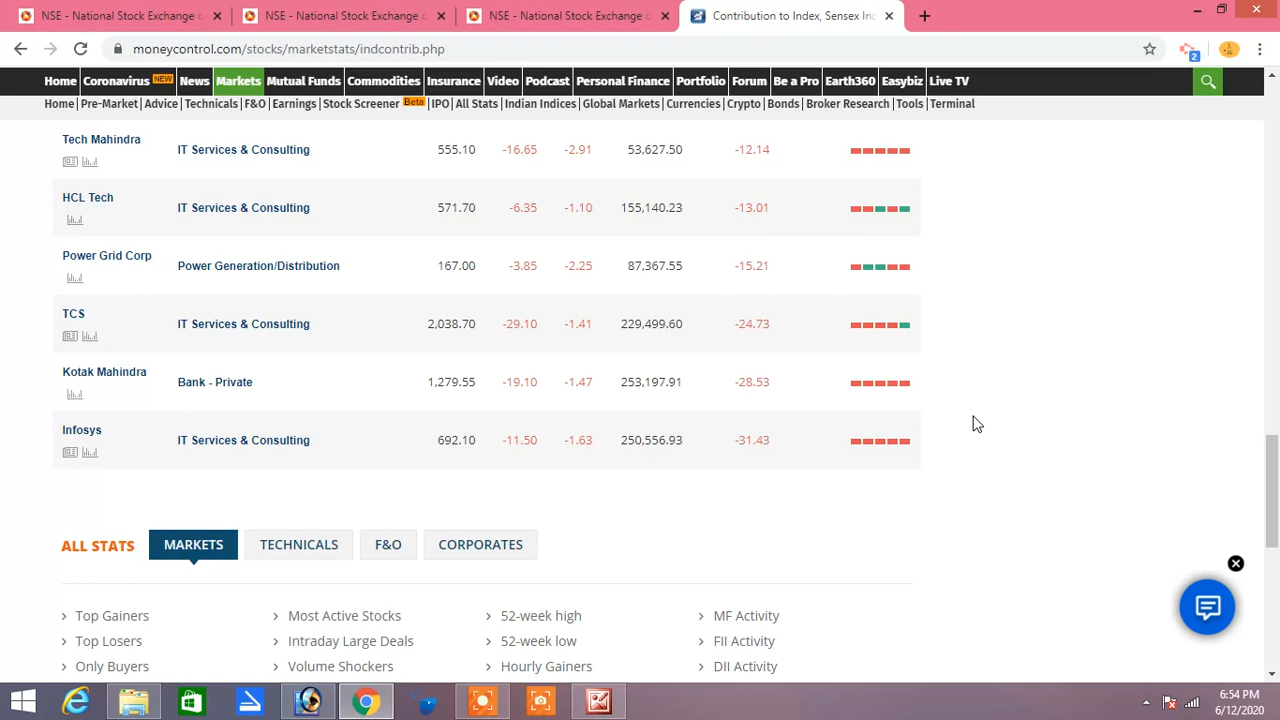 NSE - National Stock Exchange o
NSE - National Stock Exchange o
NSE - National Stock Exchange o
Contribution to Index, Sensex Ind
moneycontrol.com/stocks/marketstats/indcontrib.php
2
Home Coronavirus NEW News Markets Mutual Funds Commodities Insurance Video Podcast Personal Finance Portfolio Forum Be a Pro Earth360 Easybiz Live TV
Home | Pre-Market | Advice | Technicals | F&O | Earnings | Stock Screener Beta | IPO | All Stats | Indian Indices | Global Markets | Currencies | Crypto | Bonds | Broker Research | Tools | Terminal
Tech Mahindra IT Services & Consulting 555.10 -16.65 -2.91 53,627.50 -12.14
HCL Tech IT Services & Consulting 571.70 -6.35 -1.10 155,140.23 -13.01
Power Grid Corp Power Generation/Distribution 167.00 -3.85 -2.25 87,367.55 -15.21
TCS IT Services & Consulting 2,038.70 -29.10 -1.41 229,499.60 -24.73
Kotak Mahindra Bank - Private 1,279.55 -19.10 -1.47 253,197.91 -28.53
Infosys IT Services & Consulting 692.10 -11.50 -1.63 250,556.93 -31.43
ALL STATS MARKETS TECHNICALS F&O CORPORATES
Top Gainers Most Active Stocks 52-week high MF Activity
Top Losers Intraday Large Deals 52-week low FII Activity
Only Buyers Volume Shockers Hourly Gainers DII Activity
6:54 PM
6/12/2020